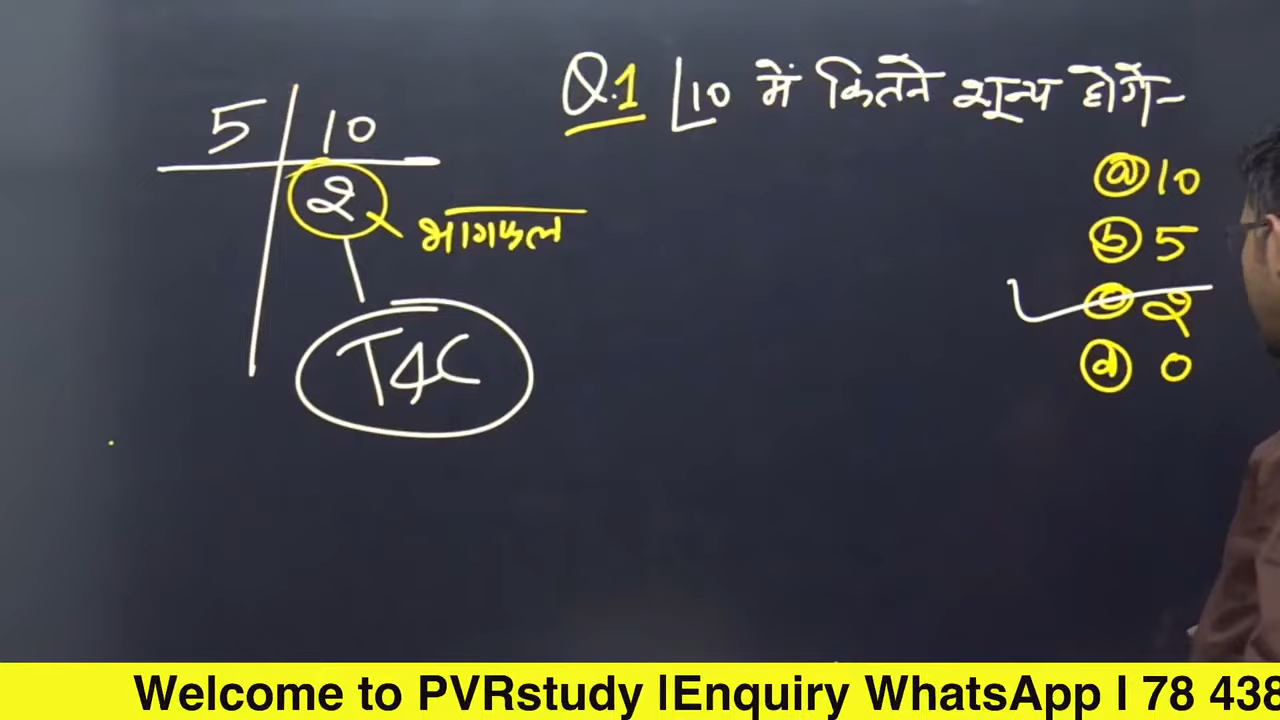 Q.1 ⌊10 में कितने शून्य होगें-
5 | 10
2
भागफल
T4C
(a) 10
(b) 5
(c) 2
(d) 0
Welcome to PVRstudy |Enquiry WhatsApp | 78 438